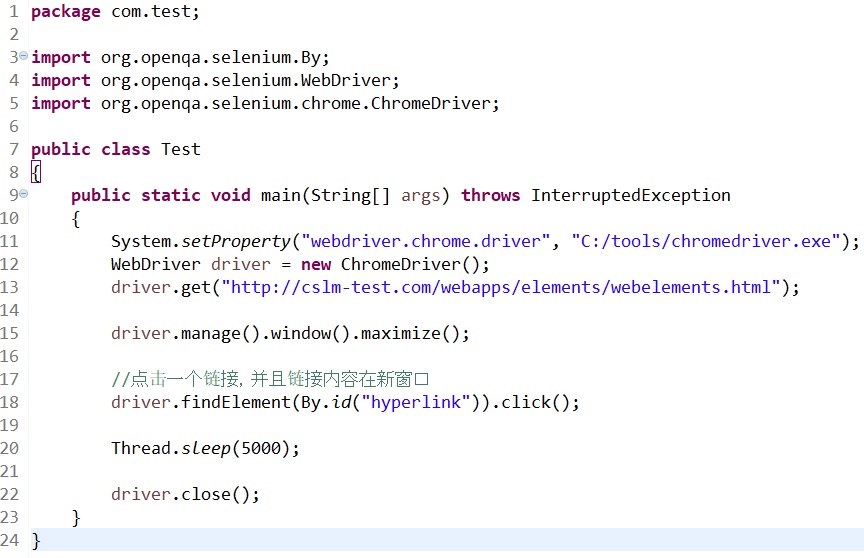 1 package com.test;
2
3 import org.openqa.selenium.By;
4 import org.openqa.selenium.WebDriver;
5 import org.openqa.selenium.chrome.ChromeDriver;
6
7 public class Test
8 {
9     public static void main(String[] args) throws InterruptedException
10     {
11         System.setProperty("webdriver.chrome.driver", "C:/tools/chromedriver.exe");
12         WebDriver driver = new ChromeDriver();
13         driver.get("http://cslm-test.com/webapps/elements/webelements.html");
14
15         driver.manage().window().maximize();
16
17         //点击一个链接, 并且链接内容在新窗口
18         driver.findElement(By.id("hyperlink")).click();
19
20         Thread.sleep(5000);
21
22         driver.close();
23     }
24 }